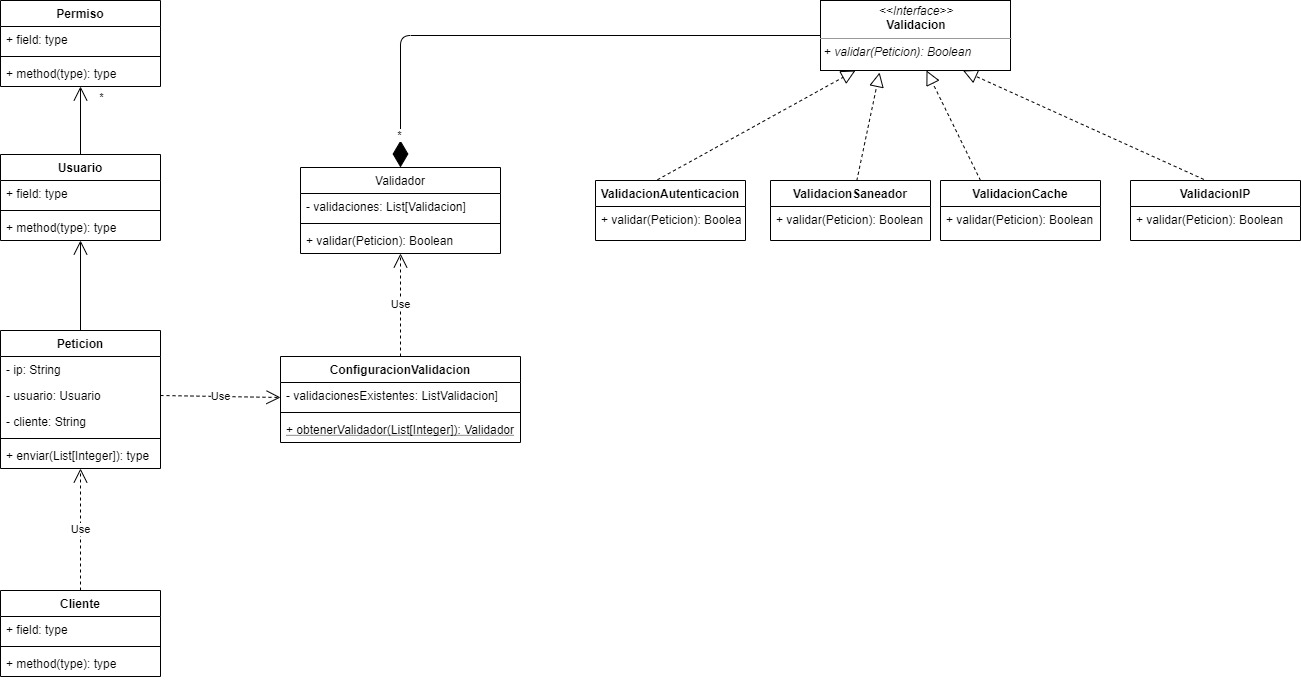 Permiso
+ field: type
+ method(type): type
*
Usuario
+ field: type
+ method(type): type
Peticion
- ip: String
- usuario: Usuario
- cliente: String
+ enviar(List[Integer]): type
Use
Cliente
+ field: type
+ method(type): type
*
Validador
- validaciones: List[Validacion]
+ validar(Peticion): Boolean
Use
Use
ConfiguracionValidacion
- validacionesExistentes: ListValidacion]
+ obtenerValidador(List[Integer]): Validador
<<Interface>>
Validacion
+ validar(Peticion): Boolean
ValidacionAutenticacion
+ validar(Peticion): Boolea
ValidacionSaneador
+ validar(Peticion): Boolean
ValidacionCache
+ validar(Peticion): Boolean
ValidacionIP
+ validar(Peticion): Boolean